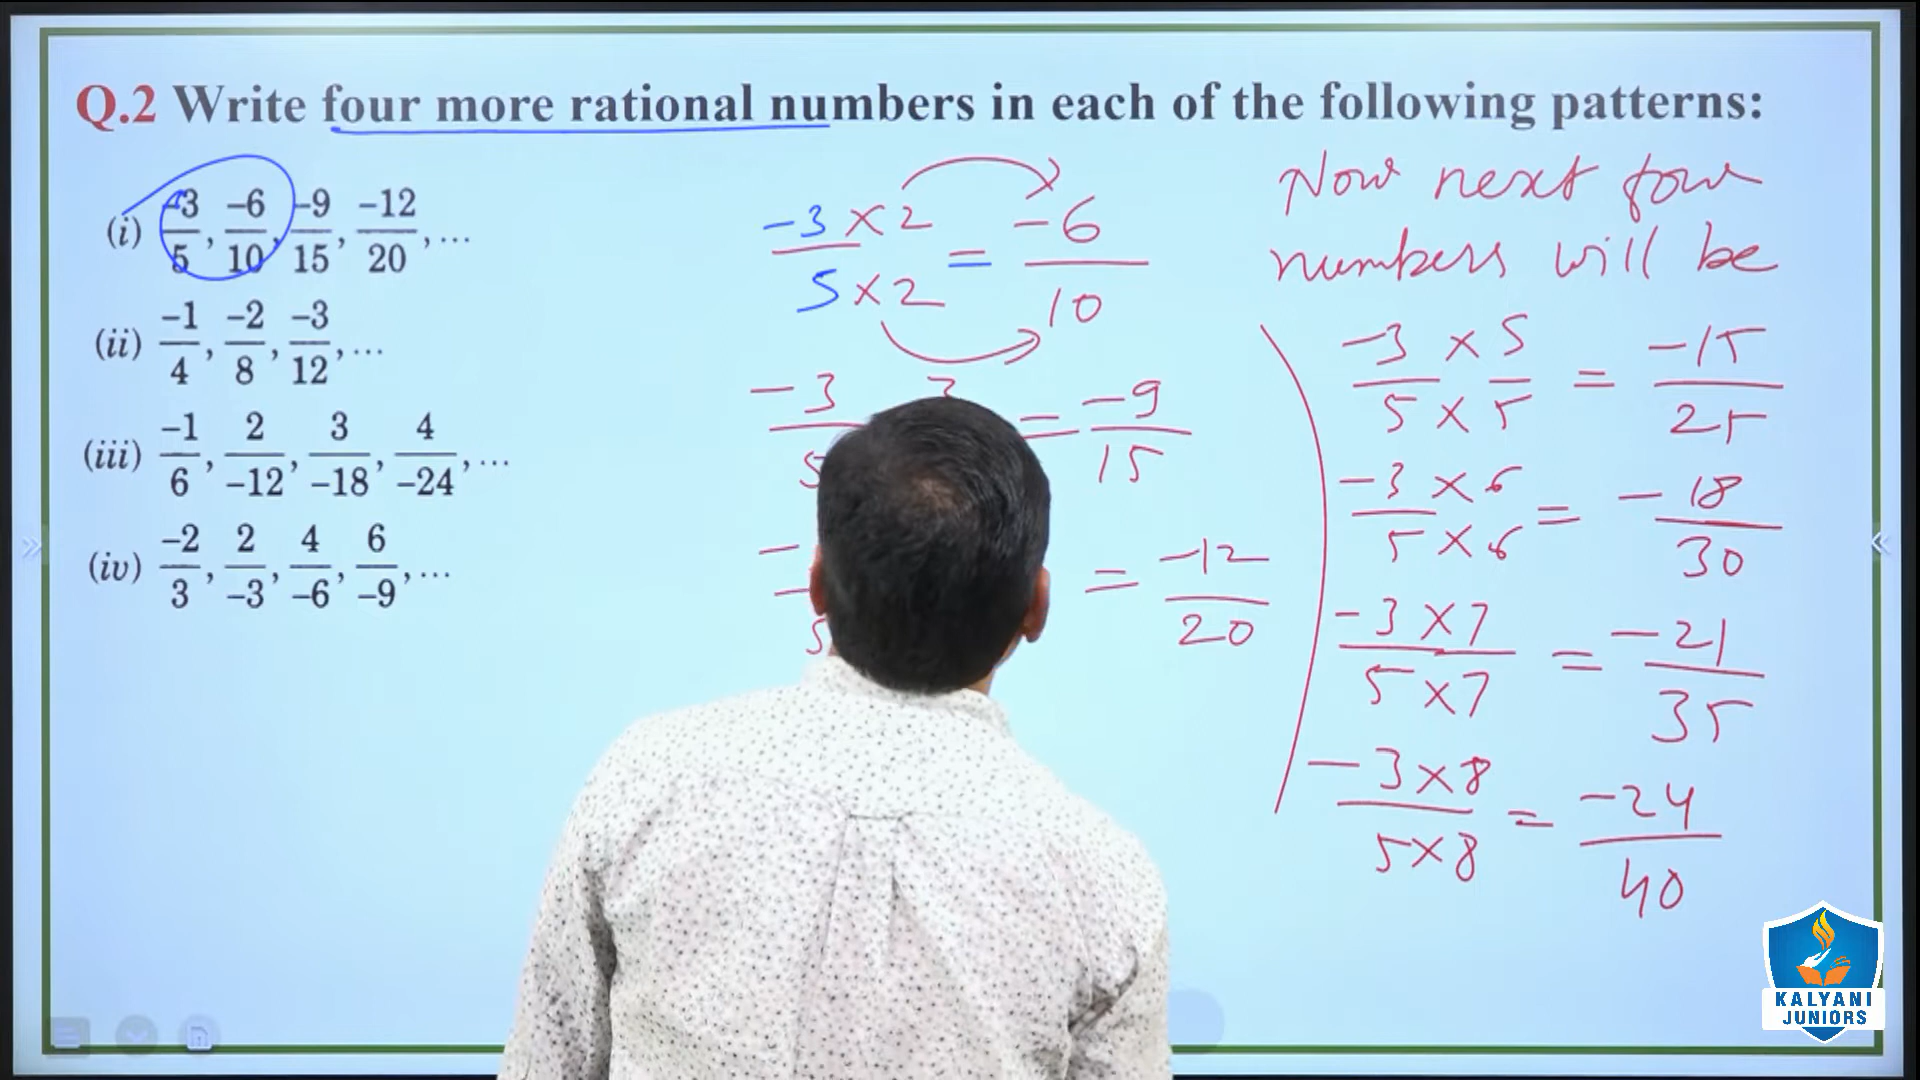 Q.2 Write four more rational numbers in each of the following patterns:
(i) -3/5, -6/10, -9/15, -12/20, ...
(ii) -1/4, -2/8, -3/12, ...
(iii) -1/6, 2/-12, 3/-18, 4/-24, ...
(iv) -2/3, 2/-3, 4/-6, 6/-9, ...
-3 × 2 / 5 × 2 = -6/10
-3 / 5 = -9/15
= -12/20
Now next four
numbers will be
-3 × 5 / 5 × 5 = -15/25
-3 × 6 / 5 × 6 = -18/30
-3 × 7 / 5 × 7 = -21/35
-3 × 8 / 5 × 8 = -24/40
KALYANI
JUNIORS